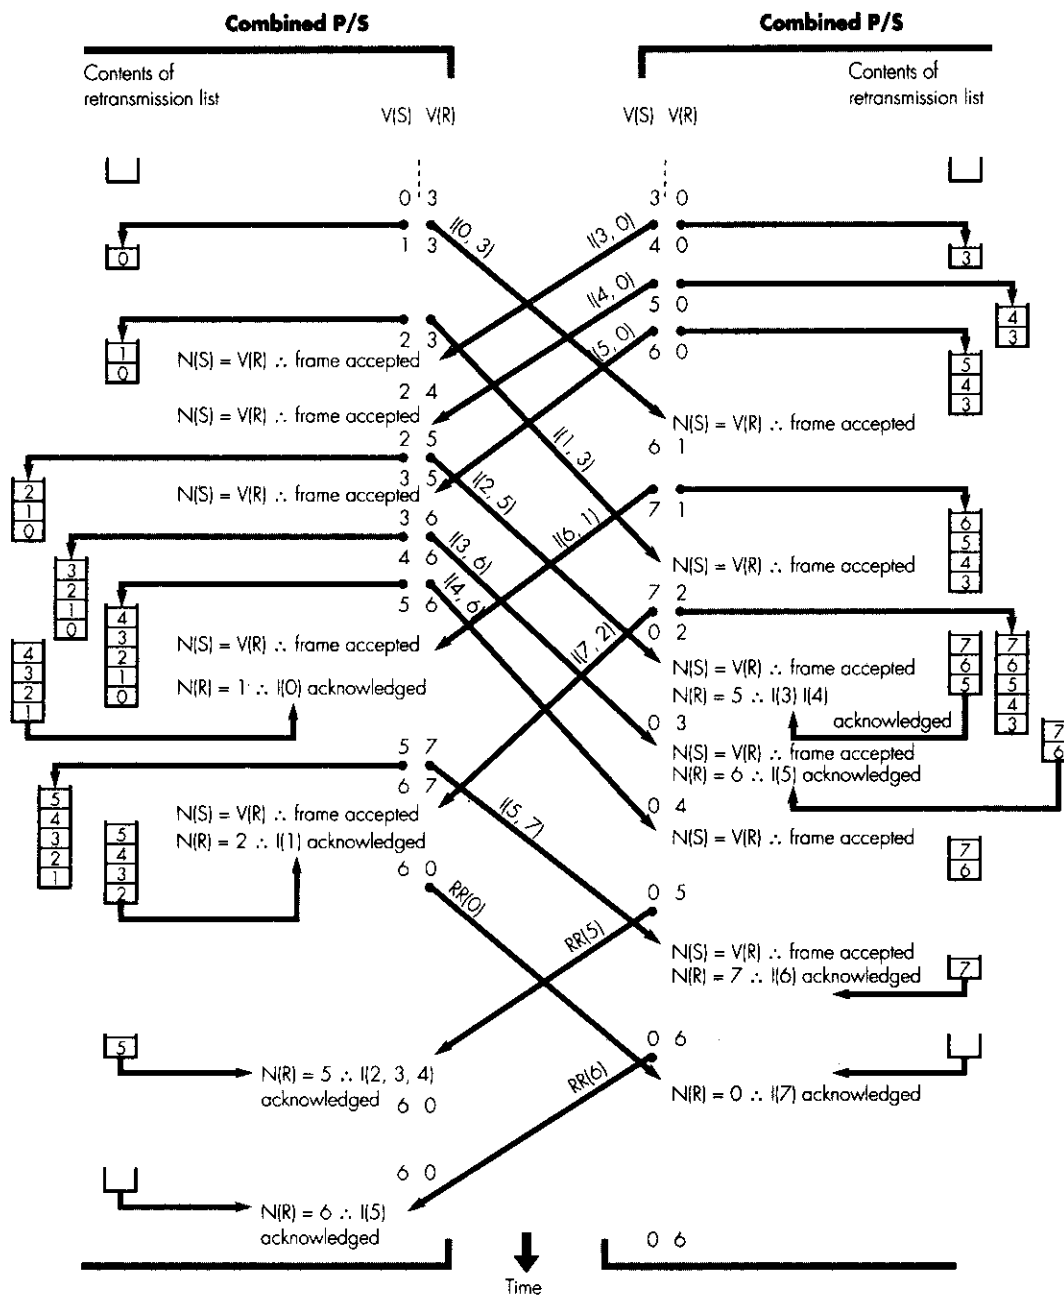 Combined P/S
Combined P/S
Contents of
retransmission list
Contents of
retransmission list
V(S) V(R)
V(S) V(R)
0 3
3 0
I(0, 3)
I(3, 0)
1 3
4 0
0
3
I(4, 0)
5 0
4
3
2 3
I(5, 0)
6 0
1
0
N(S) = V(R) ∴ frame accepted
5
4
3
2 4
N(S) = V(R) ∴ frame accepted
N(S) = V(R) ∴ frame accepted
2 5
I(1, 3)
6 1
3 5
I(2, 5)
2
1
0
N(S) = V(R) ∴ frame accepted
7 1
3 6
I(6, 1)
6
5
4
3
4 6
I(3, 6)
3
2
1
0
N(S) = V(R) ∴ frame accepted
5 6
I(4, 6)
7 2
4
3
2
1
0
0 2
I(7, 2)
N(S) = V(R) ∴ frame accepted
4
3
2
1
7
6
5
7
6
5
4
3
N(S) = V(R) ∴ frame accepted
N(R) = 1 ∴ I(0) acknowledged
N(R) = 5 ∴ I(3) I(4)
acknowledged
0 3
5 7
N(S) = V(R) ∴ frame accepted
7
6
6 7
N(R) = 6 ∴ I(5) acknowledged
I(5, 7)
0 4
5
4
3
2
1
N(S) = V(R) ∴ frame accepted
N(R) = 2 ∴ I(1) acknowledged
N(S) = V(R) ∴ frame accepted
5
4
3
2
7
6
6 0
RR(0)
0 5
RR(5)
N(S) = V(R) ∴ frame accepted
N(R) = 7 ∴ I(6) acknowledged
7
5
0 6
N(R) = 5 ∴ I(2, 3, 4)
acknowledged
6 0
RR(6)
N(R) = 0 ∴ I(7) acknowledged
6 0
N(R) = 6 ∴ I(5)
acknowledged
0 6
Time